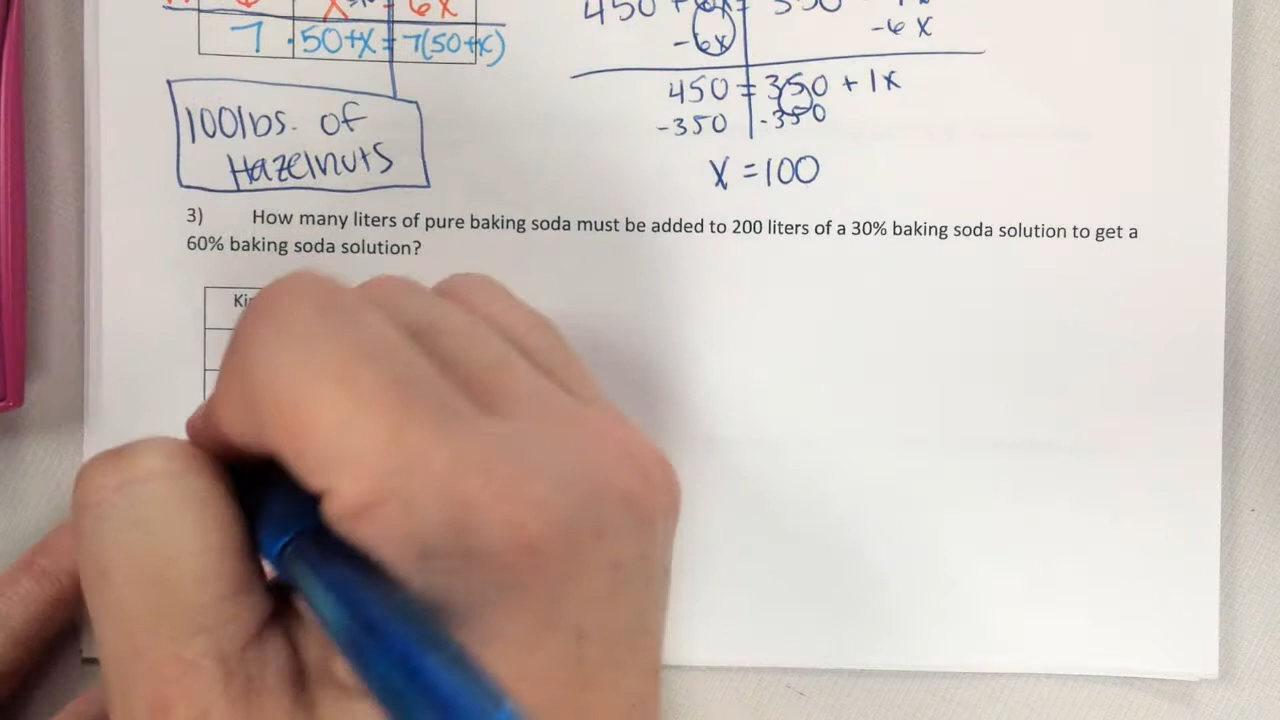 7 · 50+x = 7(50+x)
-6x -6x
450 = 350 + 1x
-350 -350
100lbs. of
Hazelnuts
x = 100
3) How many liters of pure baking soda must be added to 200 liters of a 30% baking soda solution to get a
60% baking soda solution?